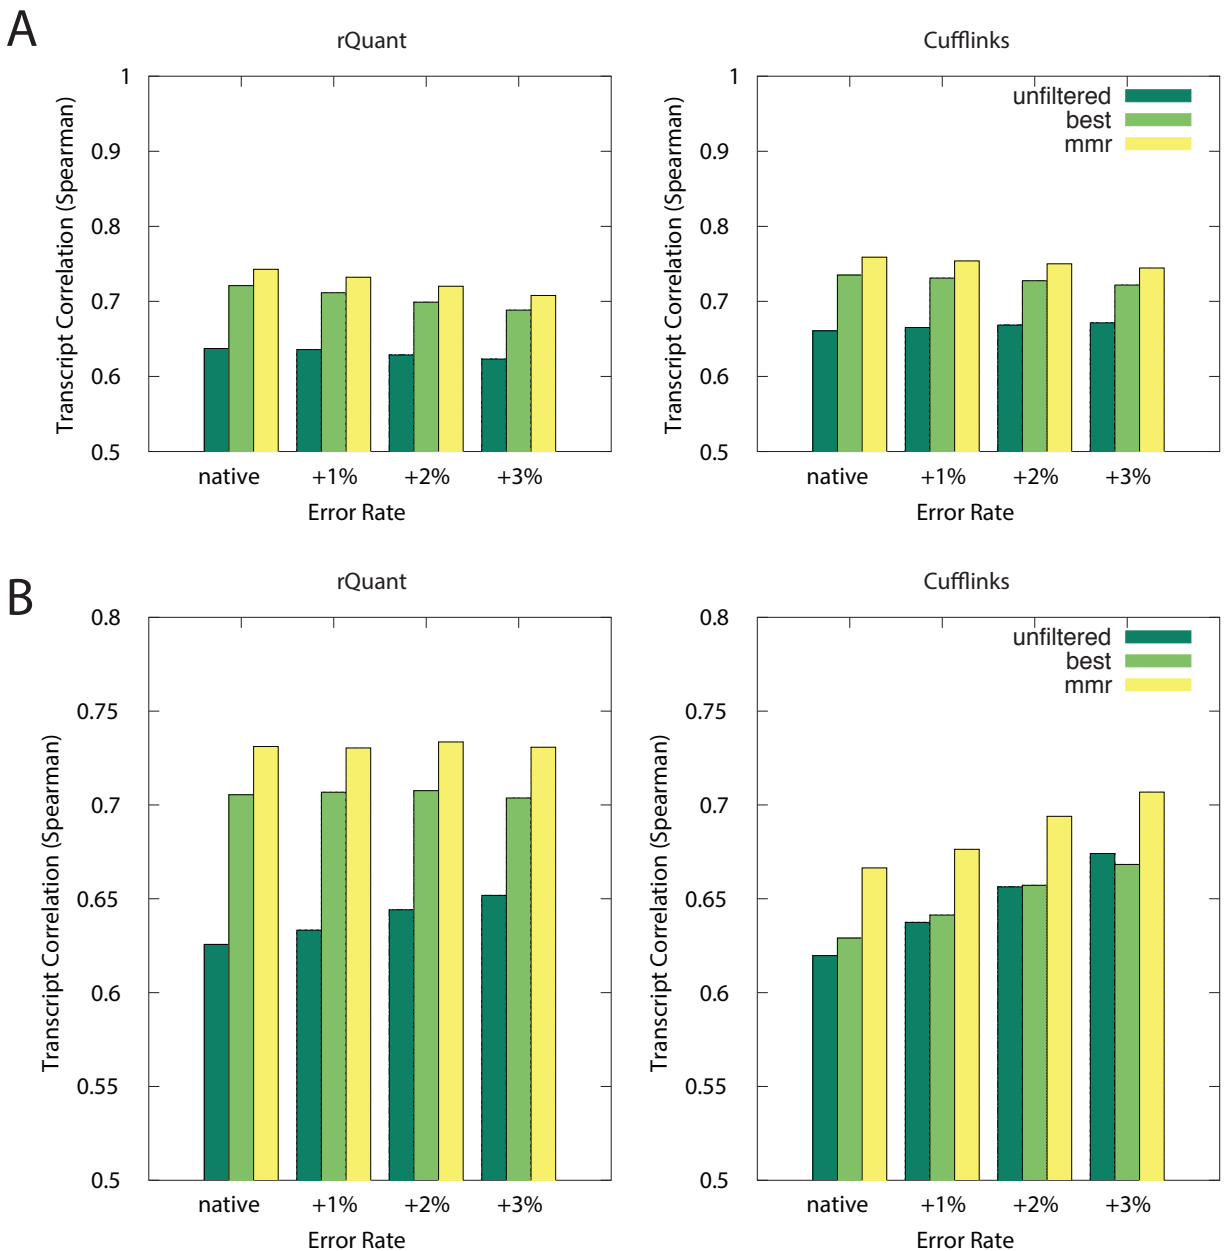 A
rQuant
Cufflinks
Transcript Correlation (Spearman)
1
0.9
0.8
0.7
0.6
0.5
native +1% +2% +3%
Error Rate
Transcript Correlation (Spearman)
1
0.9
0.8
0.7
0.6
0.5
unfiltered
best
mmr
native +1% +2% +3%
Error Rate
B
rQuant
Cufflinks
Transcript Correlation (Spearman)
0.8
0.75
0.7
0.65
0.6
0.55
0.5
native +1% +2% +3%
Error Rate
Transcript Correlation (Spearman)
0.8
0.75
0.7
0.65
0.6
0.55
0.5
unfiltered
best
mmr
native +1% +2% +3%
Error Rate